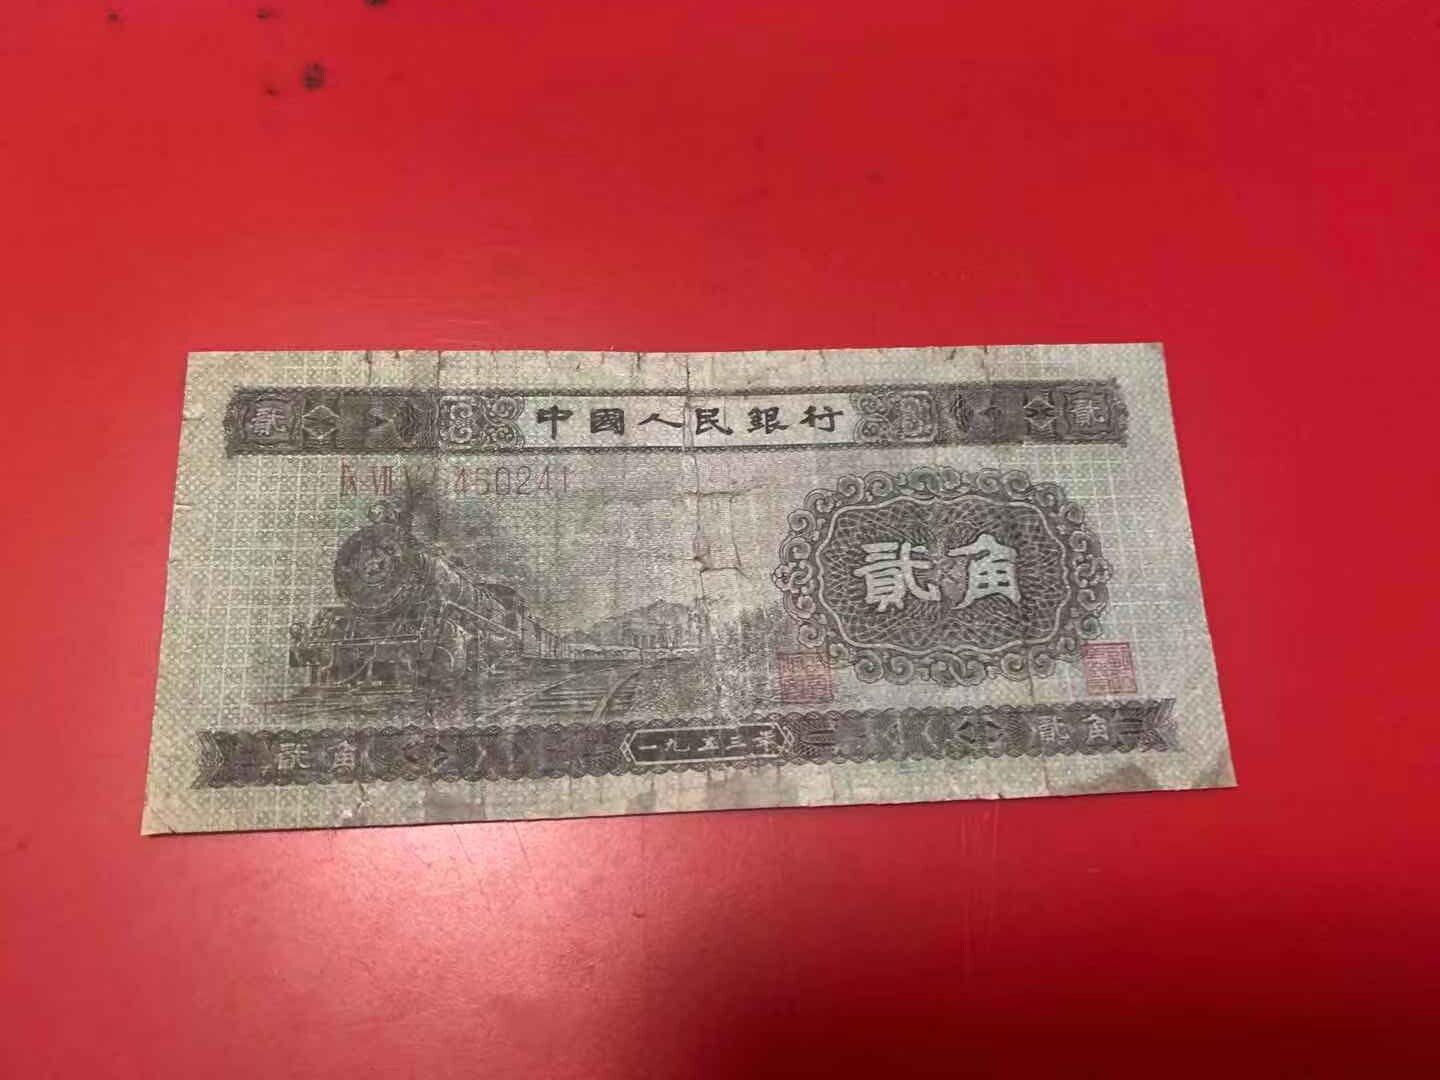 貳 中國人民銀行 貳
460241
貳角
貳角 一九五三年 貳角